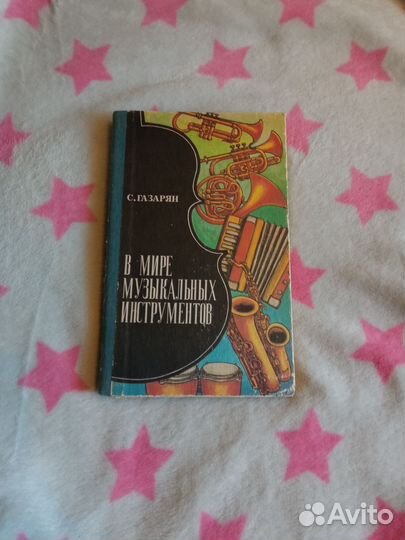 С. ГАЗАРЯН
В МИРЕ
МУЗЫКАЛЬНЫХ
ИНСТРУМЕНТОВ
Avito